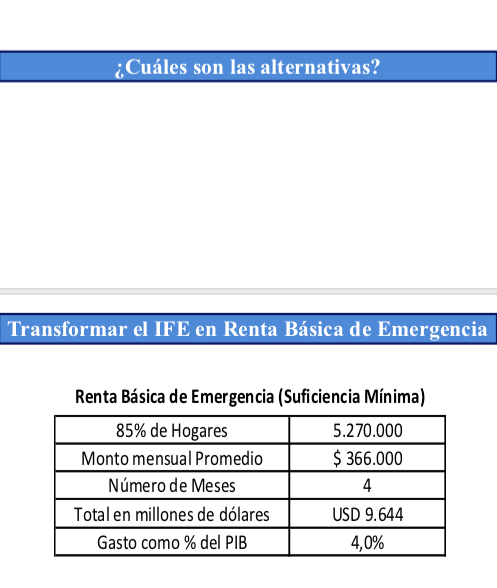 ¿Cuáles son las alternativas?
Transformar el IFE en Renta Básica de Emergencia
Renta Básica de Emergencia (Suficiencia Mínima)
85% de Hogares 5.270.000
Monto mensual Promedio $ 366.000
Número de Meses 4
Total en millones de dólares USD 9.644
Gasto como % del PIB 4,0%